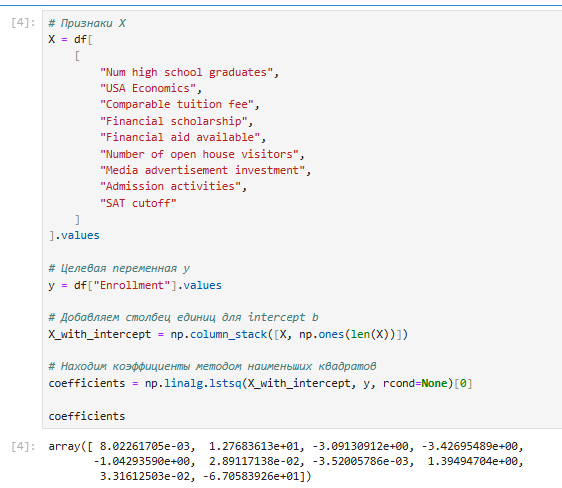 [4]: # Признаки X
X = df[
[
"Num high school graduates",
"USA Economics",
"Comparable tuition fee",
"Financial scholarship",
"Financial aid available",
"Number of open house visitors",
"Media advertisement investment",
"Admission activities",
"SAT cutoff"
]
].values
# Целевая переменная y
y = df["Enrollment"].values
# Добавляем столбец единиц для intercept b
X_with_intercept = np.column_stack([X, np.ones(len(X))])
# Находим коэффициенты методом наименьших квадратов
coefficients = np.linalg.lstsq(X_with_intercept, y, rcond=None)[0]
coefficients
[4]: array([ 8.02261705e-03, 1.27683613e+01, -3.09130912e+00, -3.42695489e+00,
-1.04293590e+00, 2.89117138e-02, -3.52005786e-03, 1.39494704e+00,
3.31612503e-02, -6.70583926e+01])